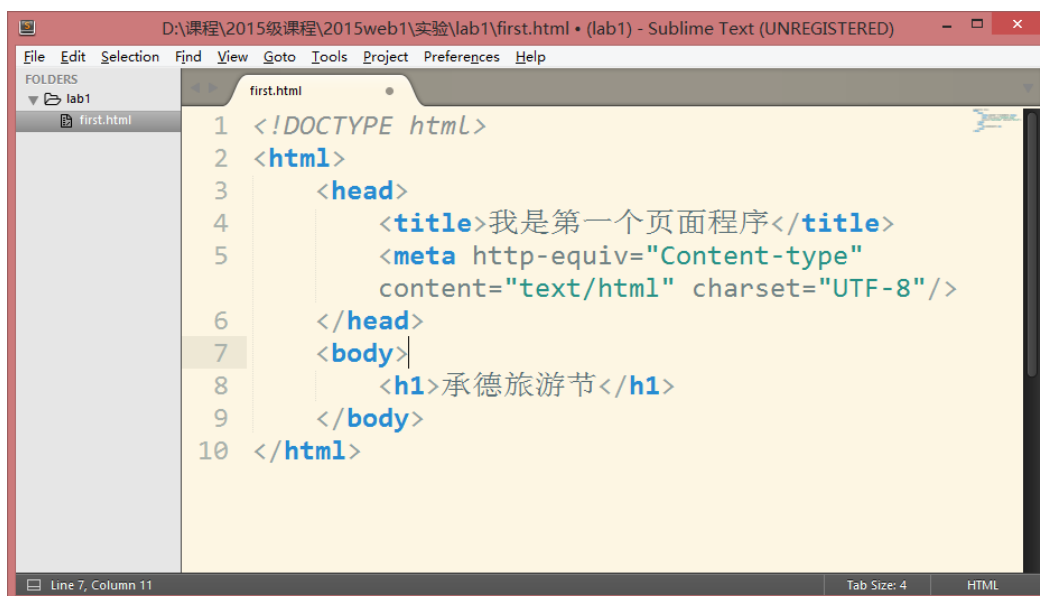 D:\课程\2015级课程\2015web1\实验\lab1\first.html • (lab1) - Sublime Text (UNREGISTERED)
File Edit Selection Find View Goto Tools Project Preferences Help
FOLDERS
lab1
first.html
first.html
1 <!DOCTYPE html>
2 <html>
3 <head>
4 <title>我是第一个页面程序</title>
5 <meta http-equiv="Content-type"
content="text/html" charset="UTF-8"/>
6 </head>
7 <body>
8 <h1>承德旅游节</h1>
9 </body>
10 </html>
Line 7, Column 11 Tab Size: 4 HTML